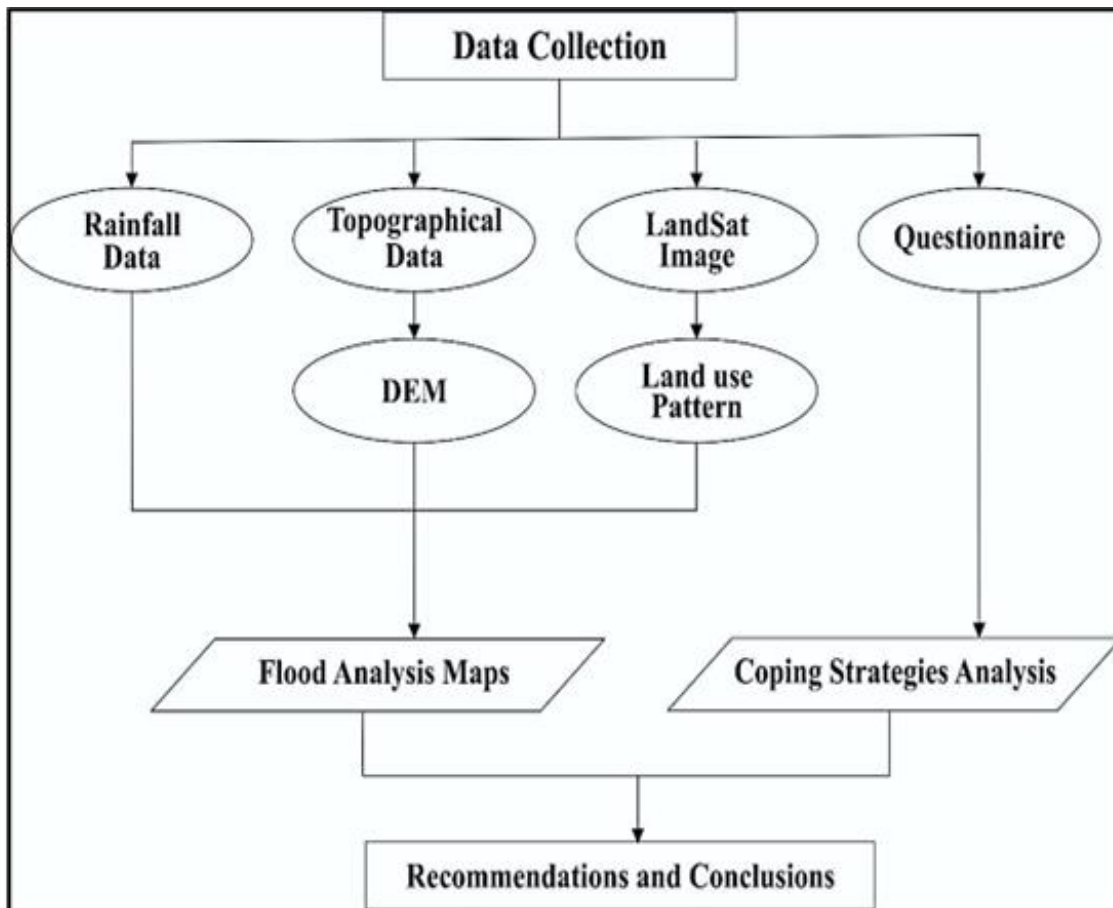 Data Collection
Rainfall
Data
Topographical
Data
LandSat
Image
Questionnaire
DEM
Land use
Pattern
Flood Analysis Maps
Coping Strategies Analysis
Recommendations and Conclusions